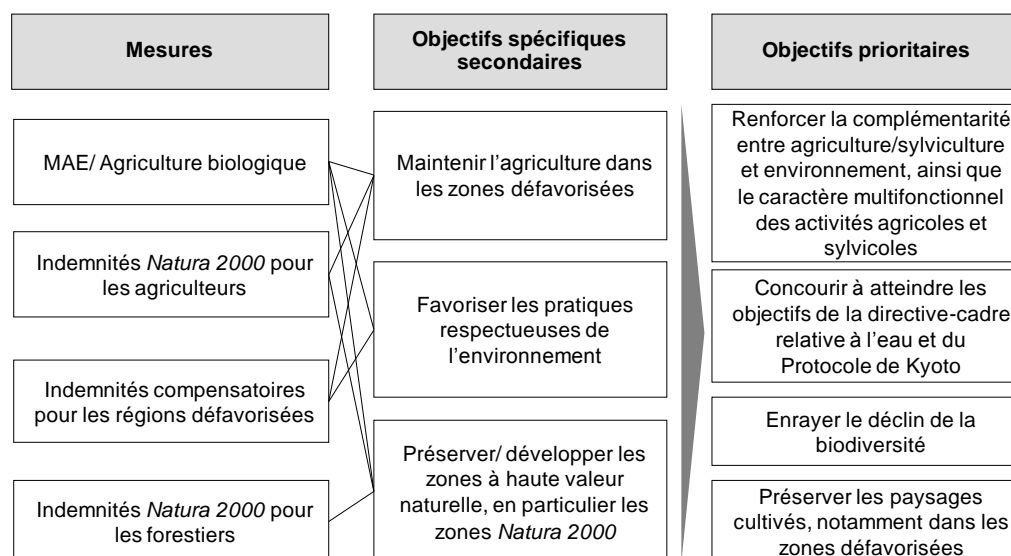 Mesures
Objectifs spécifiques
secondaires
Objectifs prioritaires
MAE/ Agriculture biologique
Indemnités Natura 2000 pour
les agriculteurs
Indemnités compensatoires
pour les régions défavorisées
Indemnités Natura 2000 pour
les forestiers
Maintenir l’agriculture dans
les zones défavorisées
Favoriser les pratiques
respectueuses de
l’environnement
Préserver/ développer les
zones à haute valeur
naturelle, en particulier les
zones Natura 2000
Renforcer la complémentarité
entre agriculture/sylviculture
et environnement, ainsi que
le caractère multifonctionnel
des activités agricoles et
sylvicoles
Concourir à atteindre les
objectifs de la directive-cadre
relative à l’eau et du
Protocole de Kyoto
Enrayer le déclin de la
biodiversité
Préserver les paysages
cultivés, notamment dans les
zones défavorisées